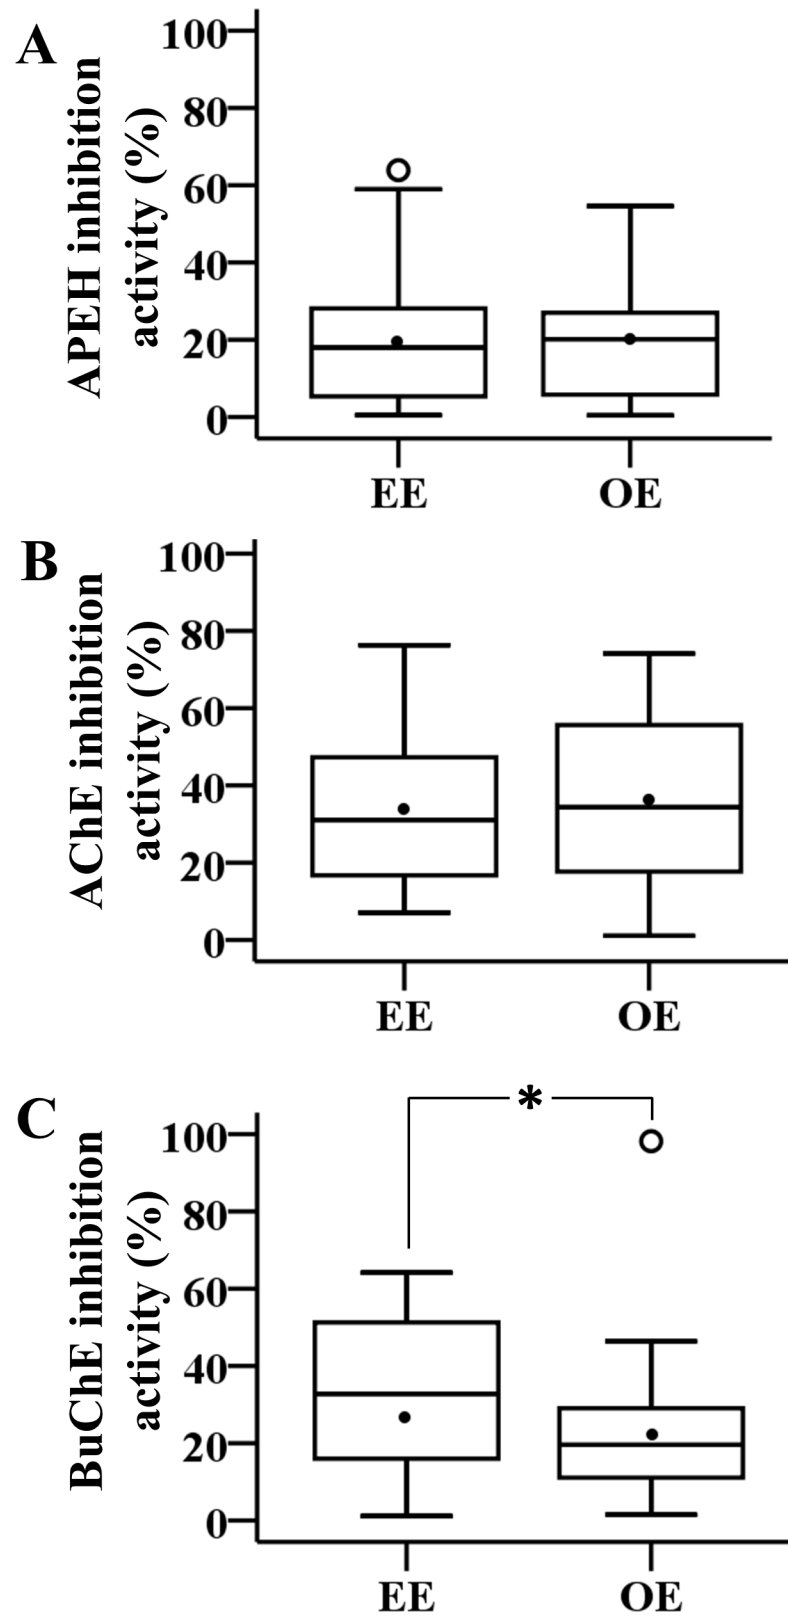 A
APEH inhibition
activity (%)
100
80
60
40
20
0
EE OE
B
AChE inhibition
activity (%)
100
80
60
40
20
0
EE OE
C
BuChE inhibition
activity (%)
*
100
80
60
40
20
0
EE OE